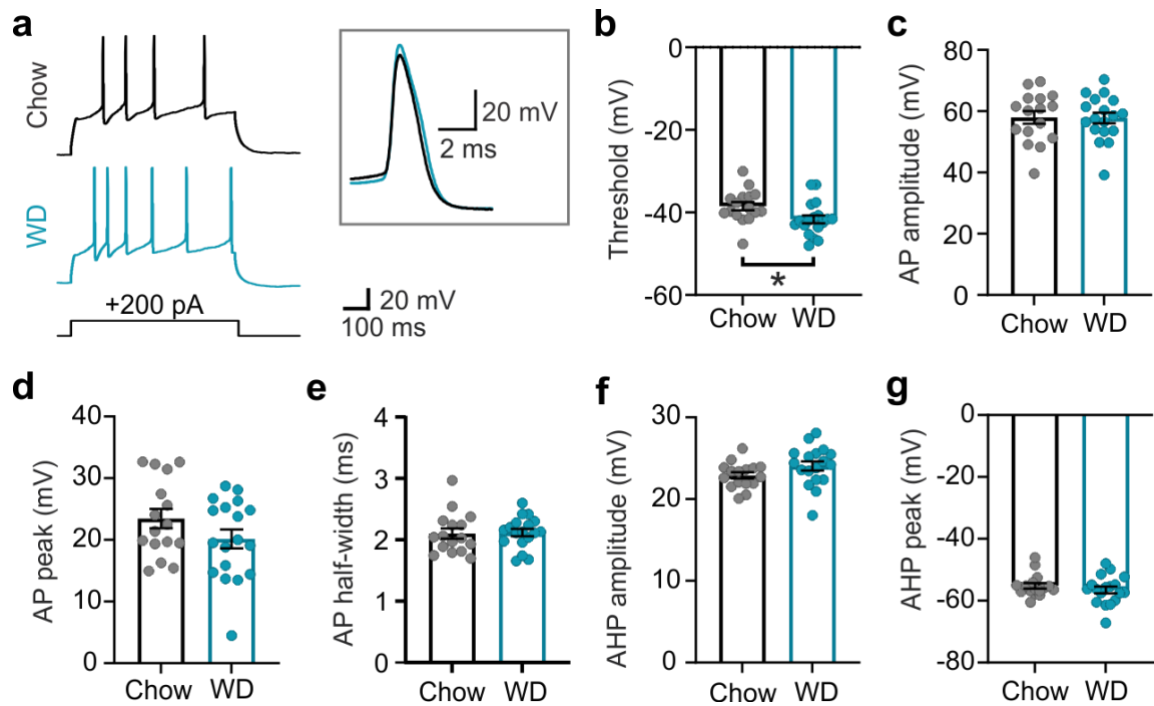 a
Chow
WD
+200 pA
20 mV
2 ms
20 mV
100 ms
b
Threshold (mV)
0
-20
-40
-60
*
Chow
WD
c
AP amplitude (mV)
80
60
40
20
0
Chow
WD
d
AP peak (mV)
40
30
20
10
0
Chow
WD
e
AP half-width (ms)
4
3
2
1
0
Chow
WD
f
AHP amplitude (mV)
30
20
10
0
Chow
WD
g
AHP peak (mV)
0
-20
-40
-60
-80
Chow
WD